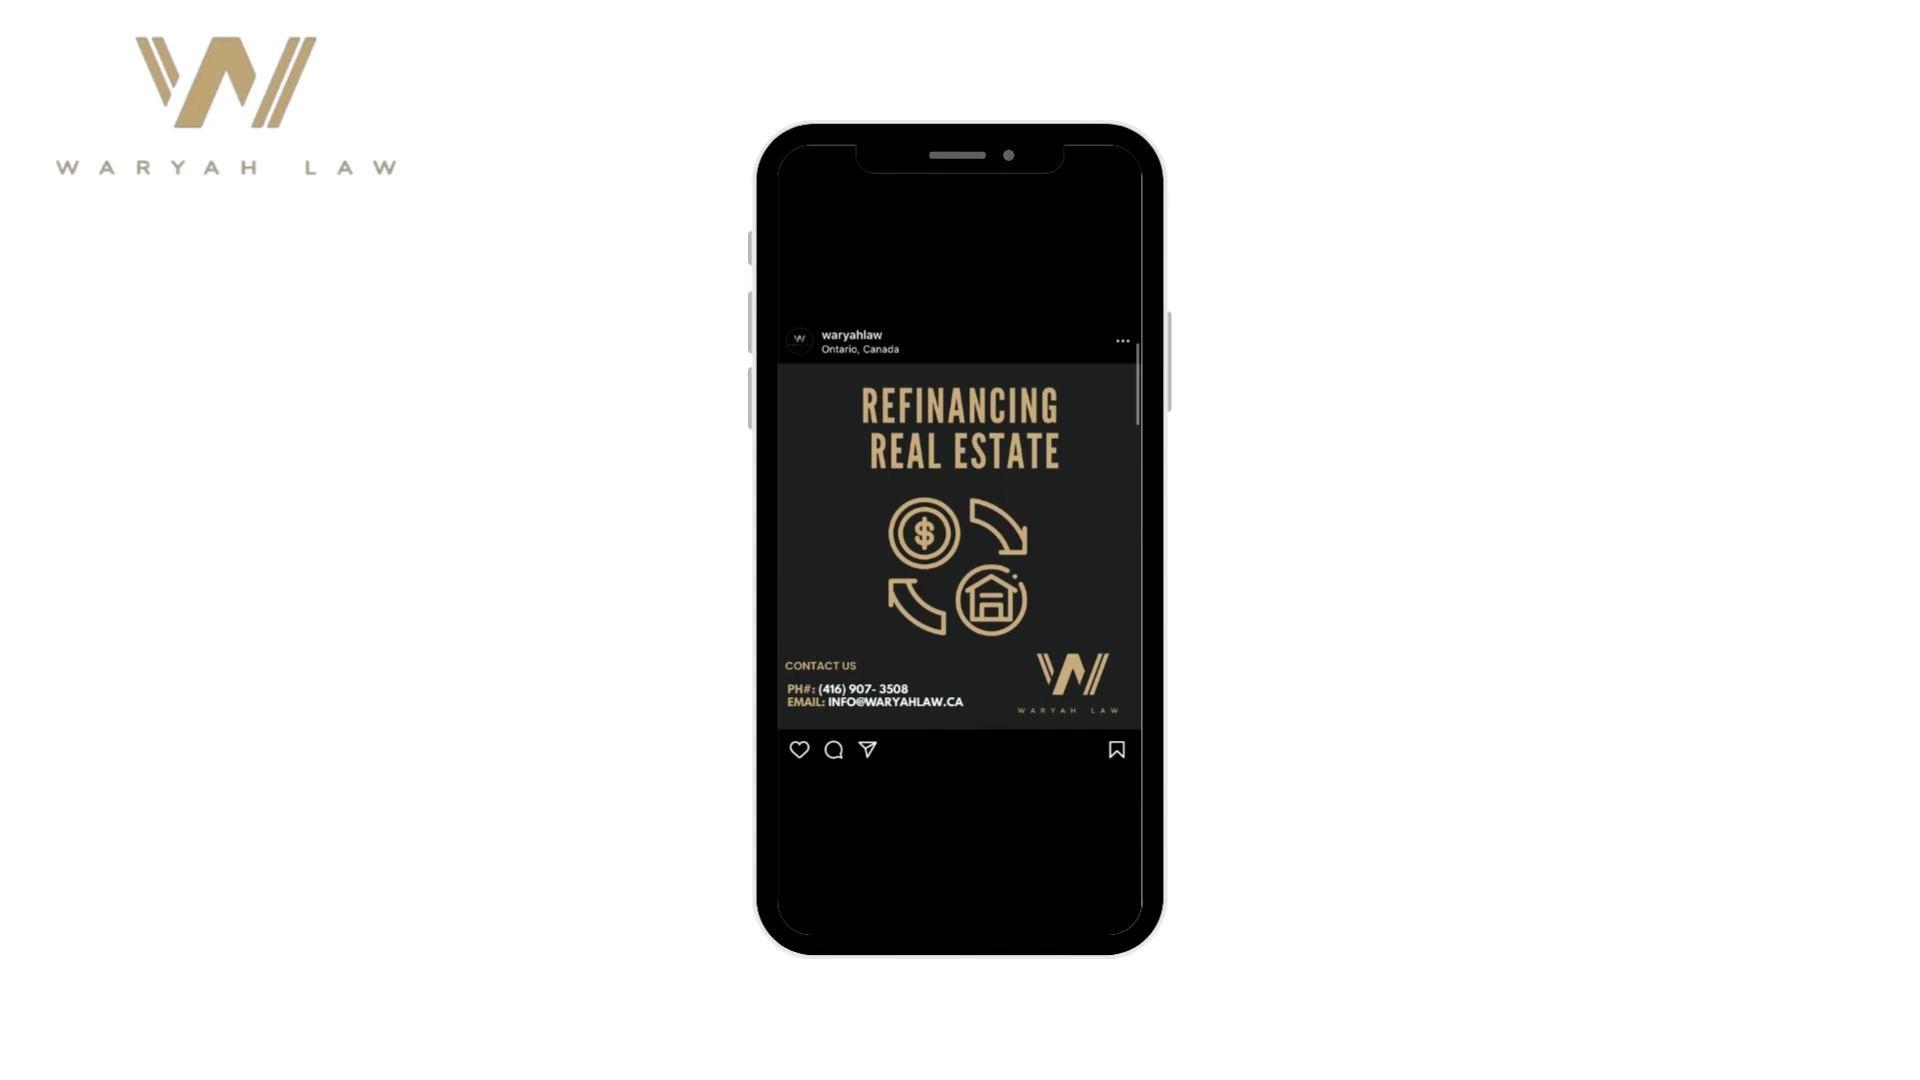 WARYAH LAW
waryahlaw
Ontario, Canada
REFINANCING
REAL ESTATE
$
CONTACT US
PH#: (416) 907- 3508
EMAIL: INFO@WARYAHLAW.CA
WARYAH LAW